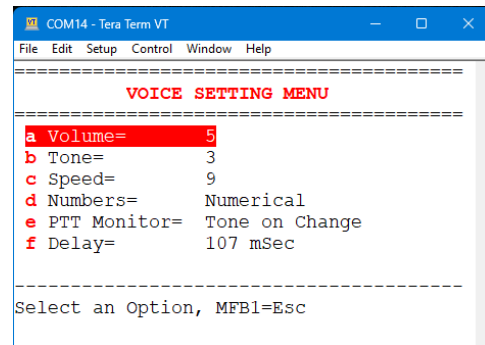 COM14 - Tera Term VT
File Edit Setup Control Window Help
========================================
VOICE SETTING MENU
========================================
a Volume= 5
b Tone= 3
c Speed= 9
d Numbers= Numerical
e PTT Monitor= Tone on Change
f Delay= 107 mSec
----------------------------------------
Select an Option, MFB1=Esc